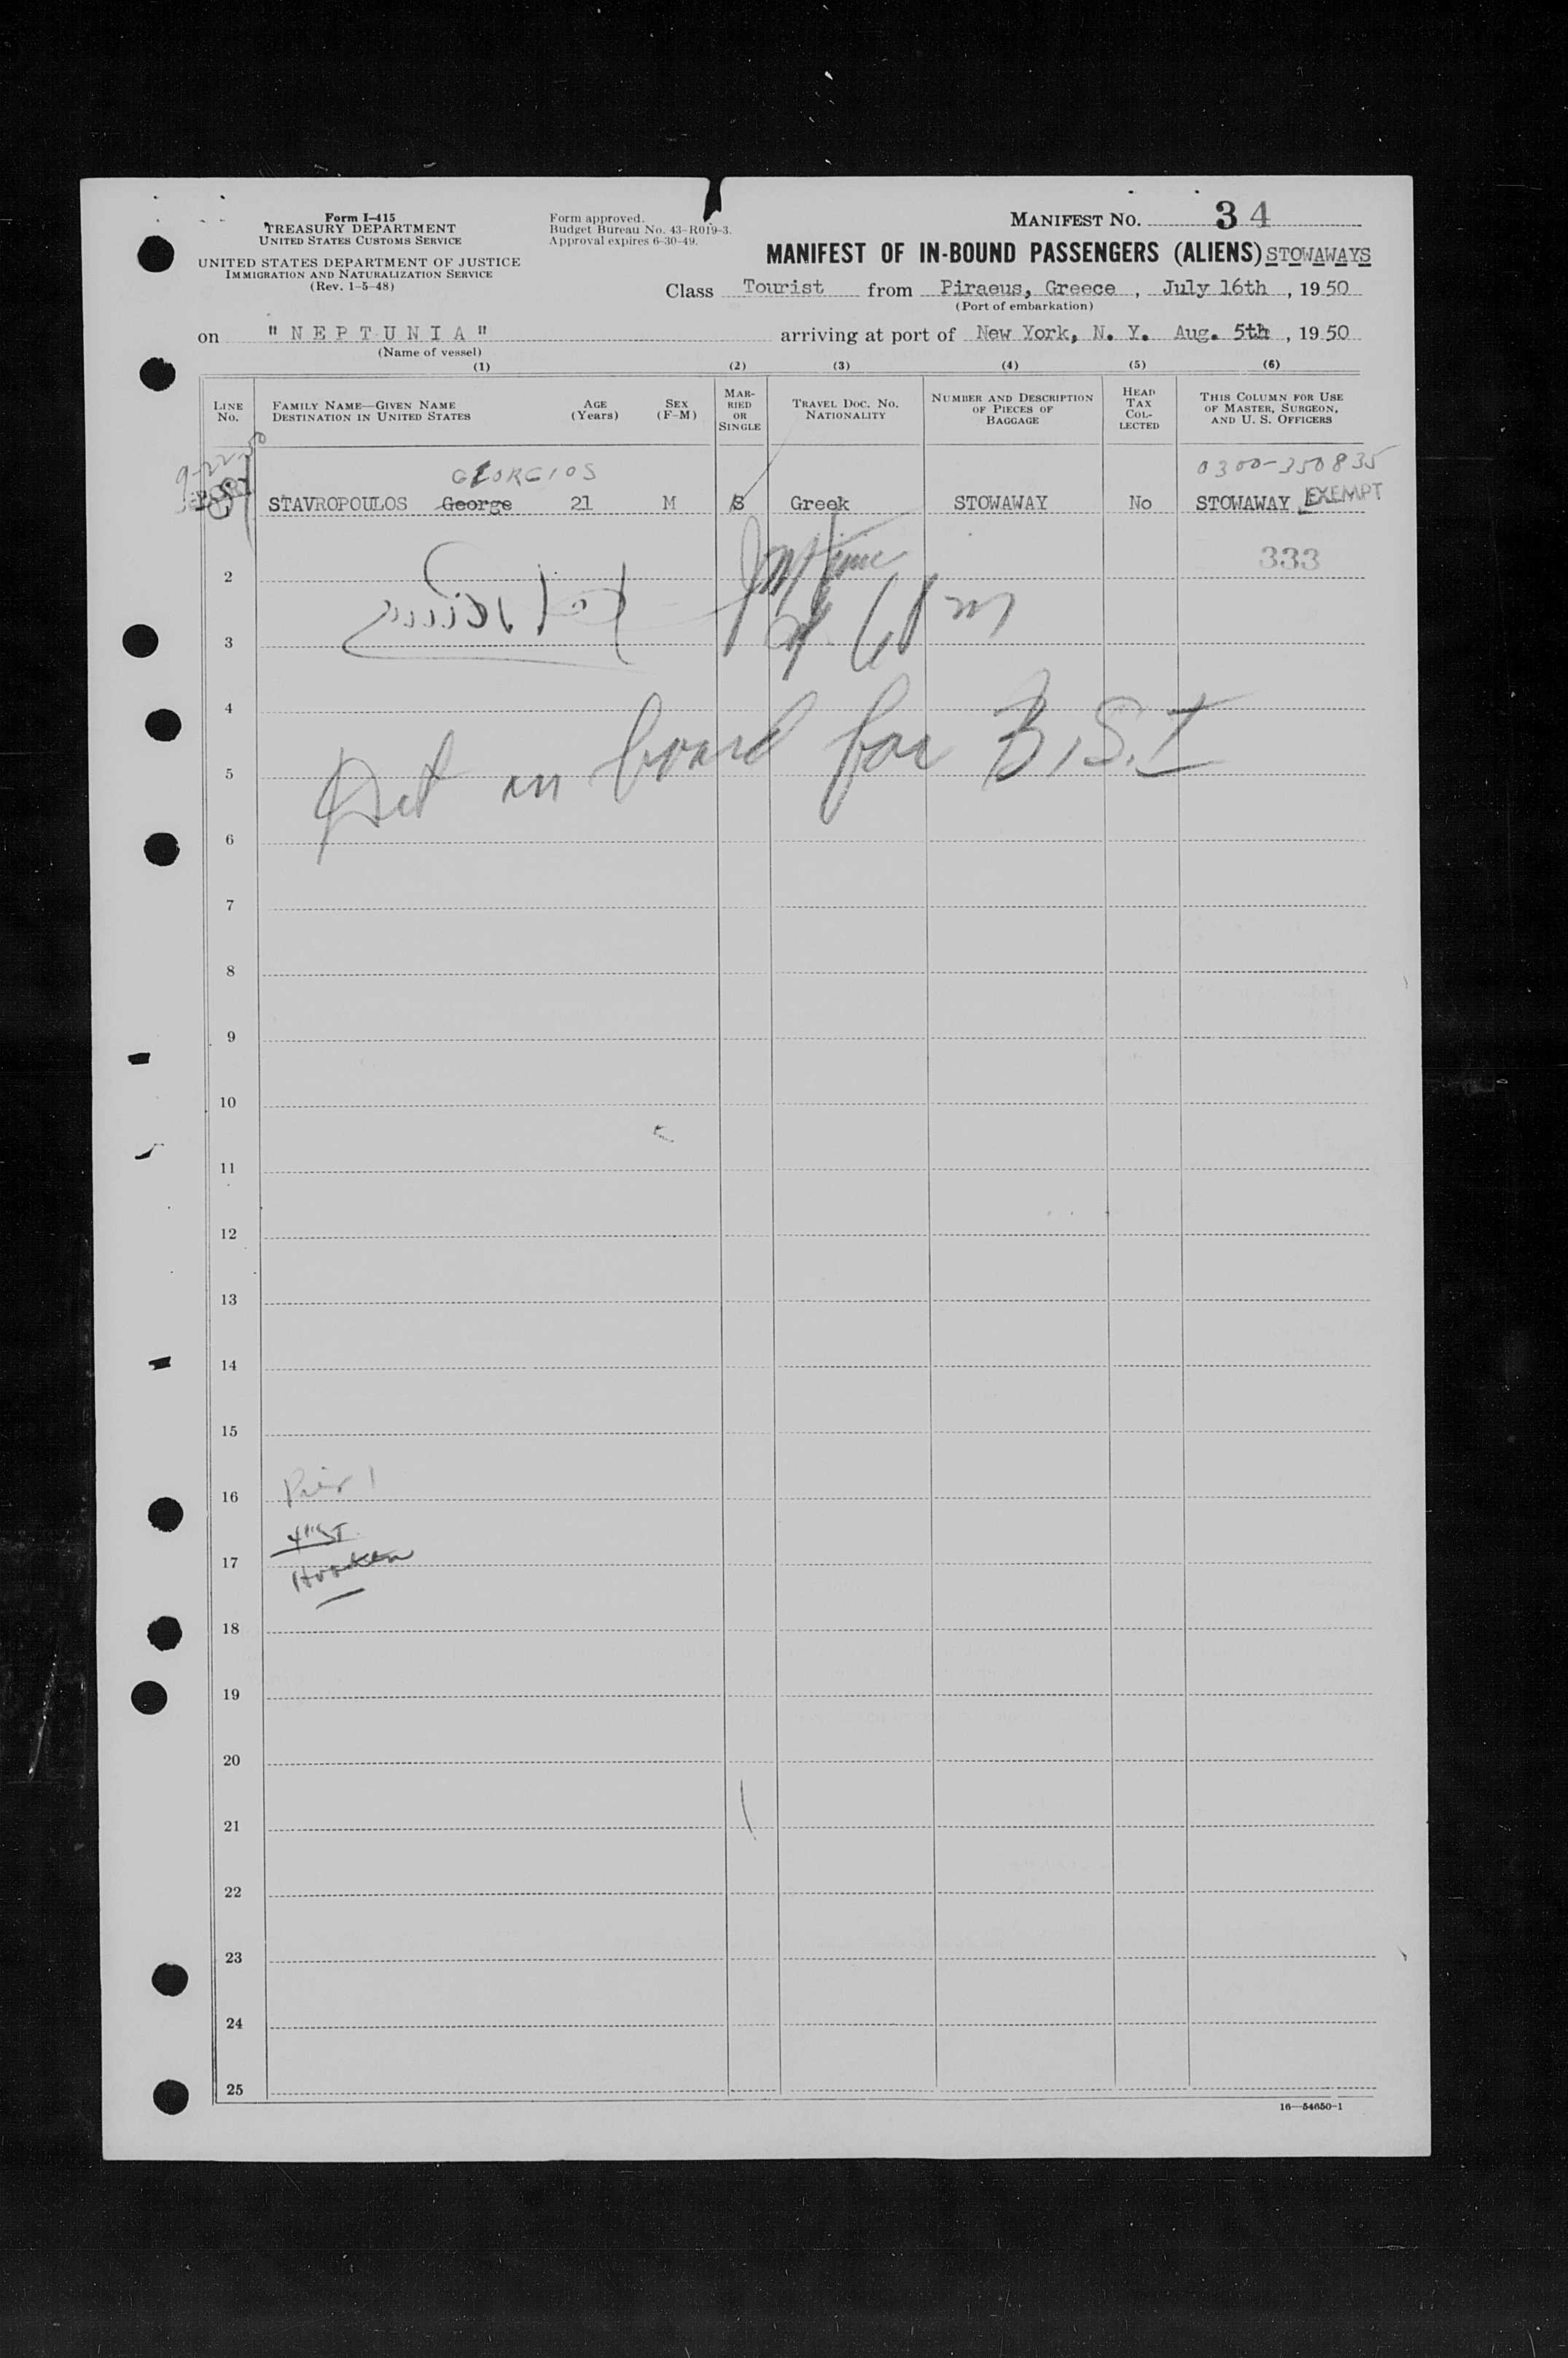 Form I-415
TREASURY DEPARTMENT
UNITED STATES CUSTOMS SERVICE
UNITED STATES DEPARTMENT OF JUSTICE
IMMIGRATION AND NATURALIZATION SERVICE
(Rev. 1-5-48)
Form approved.
Budget Bureau No. 43-R019-3.
Approval expires 6-30-49.
MANIFEST NO. 34
MANIFEST OF IN-BOUND PASSENGERS (ALIENS) STOWAWAYS
Class Tourist from Piraeus, Greece, July 16th, 1950
(Port of embarkation)
on "NEPTUNIA" arriving at port of New York, N. Y. Aug. 5th, 1950
(Name of vessel)
(1) (2) (3) (4) (5) (6)
LINE NO.
FAMILY NAME—GIVEN NAME
DESTINATION IN UNITED STATES
AGE
(Years)
SEX
(F-M)
MARRIED OR SINGLE
TRAVEL DOC. NO.
NATIONALITY
NUMBER AND DESCRIPTION OF PIECES OF BAGGAGE
HEAD TAX COLLECTED
THIS COLUMN FOR USE OF MASTER, SURGEON, AND U. S. OFFICERS
9-22-50
GEORGIOS
0300-350835
STAVROPOULOS George 21 M S Greek STOWAWAY No STOWAWAY EXEMPT
333
2
3
4
on board for B.S.I
5
6
7
8
9
10
11
12
13
14
15
Pier 1
16
17
18
19
20
21
22
23
24
25
16—54650-1